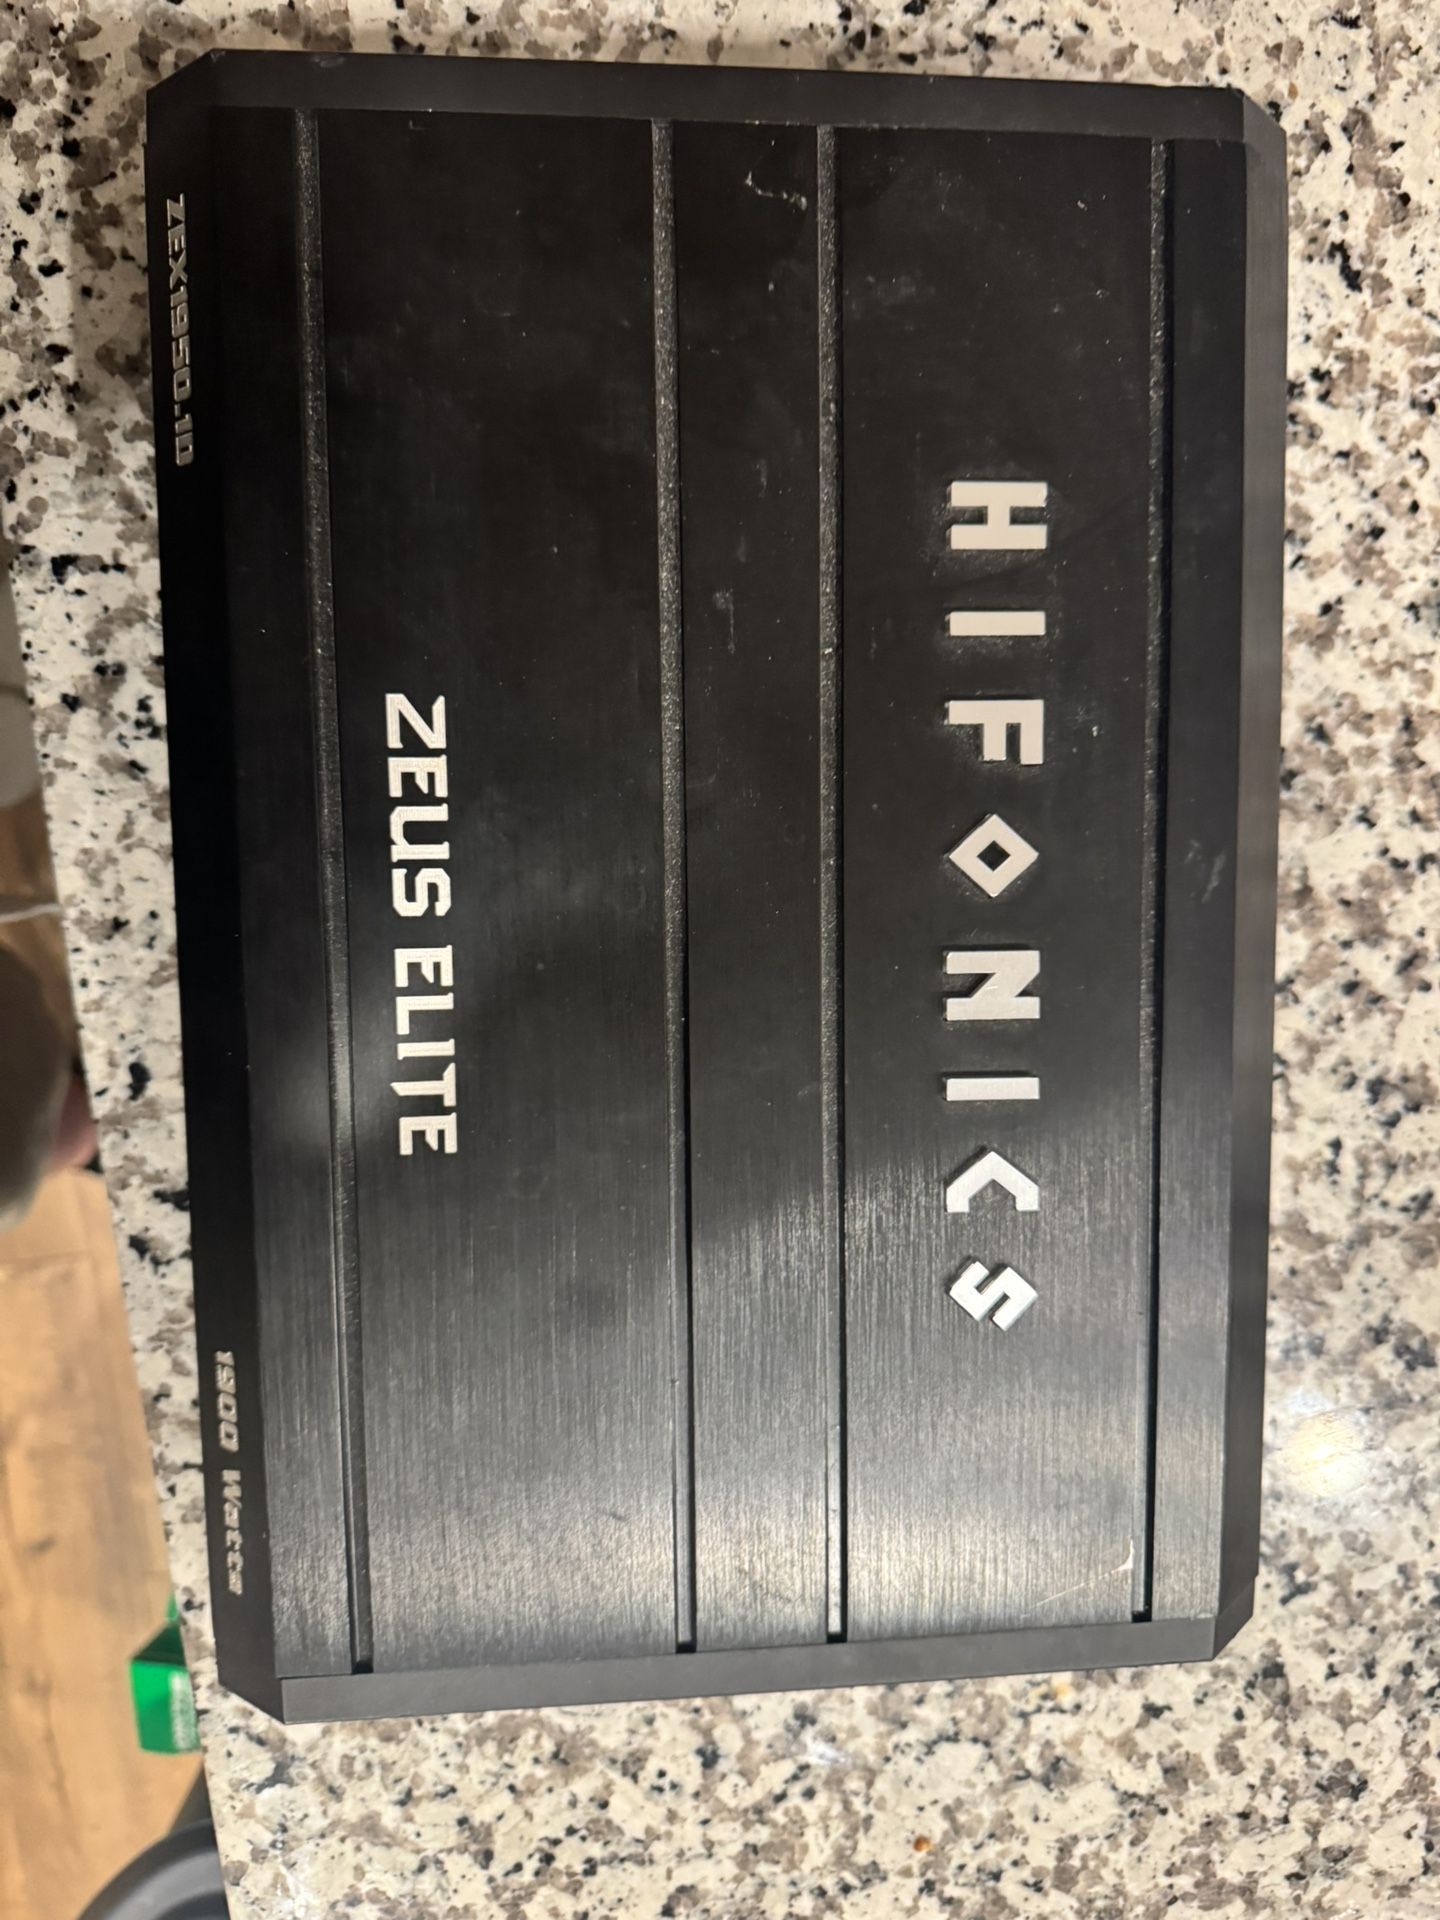 HIFONICS
ZEUS ELITE
ZEX1950.1D
1900 Watts